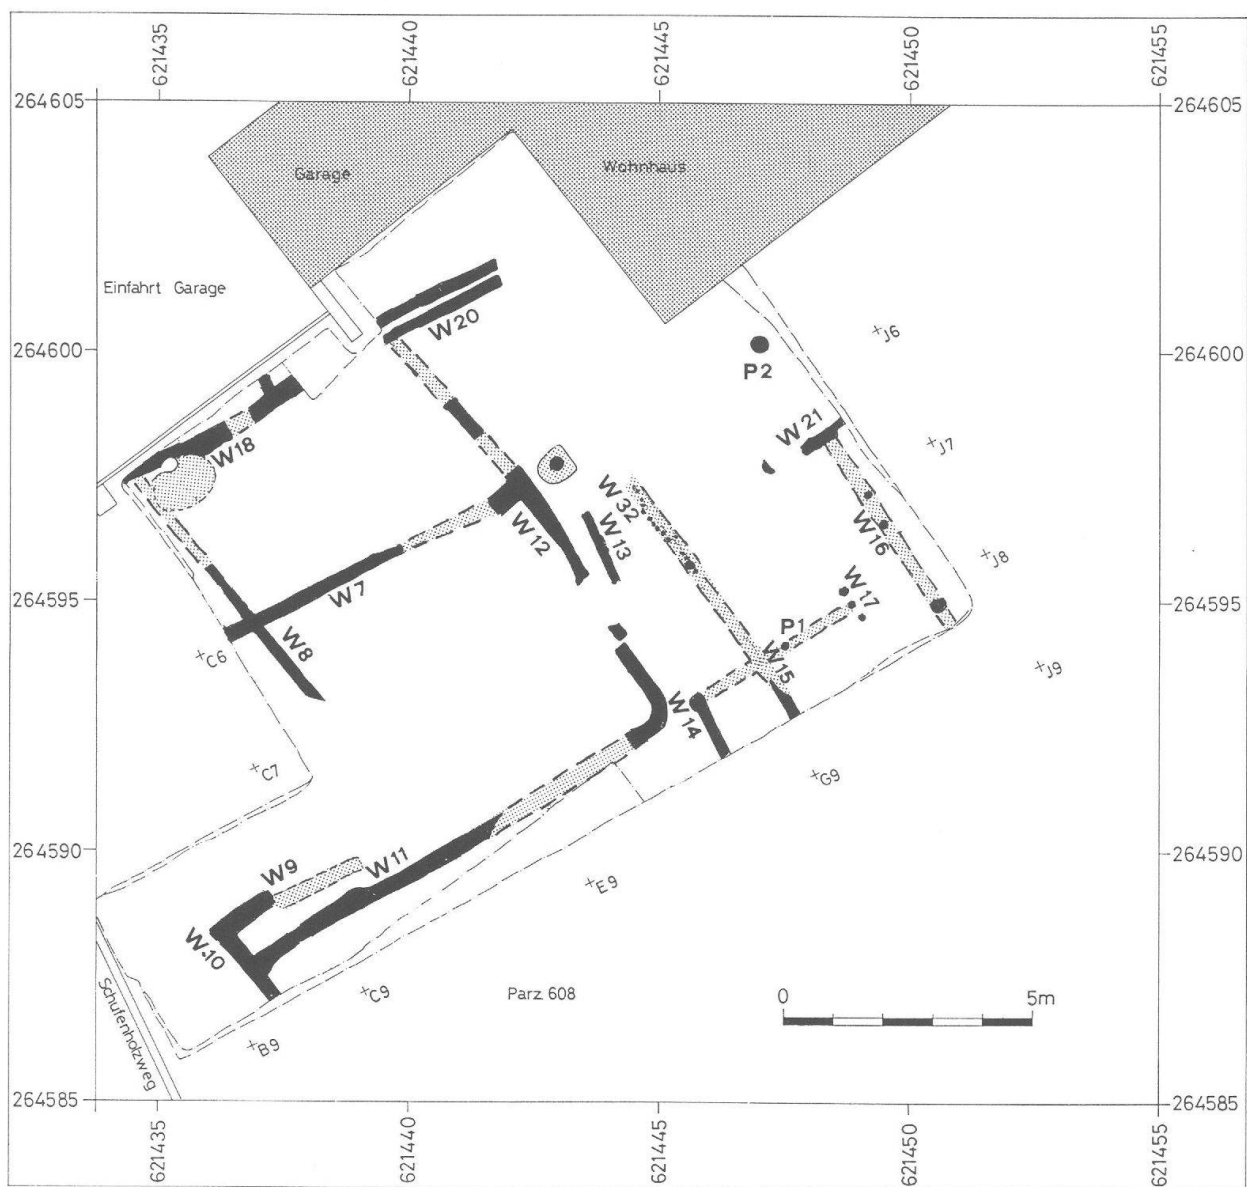 621435
621440
621445
621450
621455
264605
264605
Garage
Wohnhaus
Einfahrt Garage
W20
J6
264600
264600
P2
W21
J7
W18
W32
W12
W13
W16
J8
W7
W17
264595
264595
P1
W8
C6
W15
J9
W14
C7
G9
264590
264590
W9
W11
E9
W10
Schufenholzweg
C9
Parz 608
0
5m
B9
264585
264585
621435
621440
621445
621450
621455